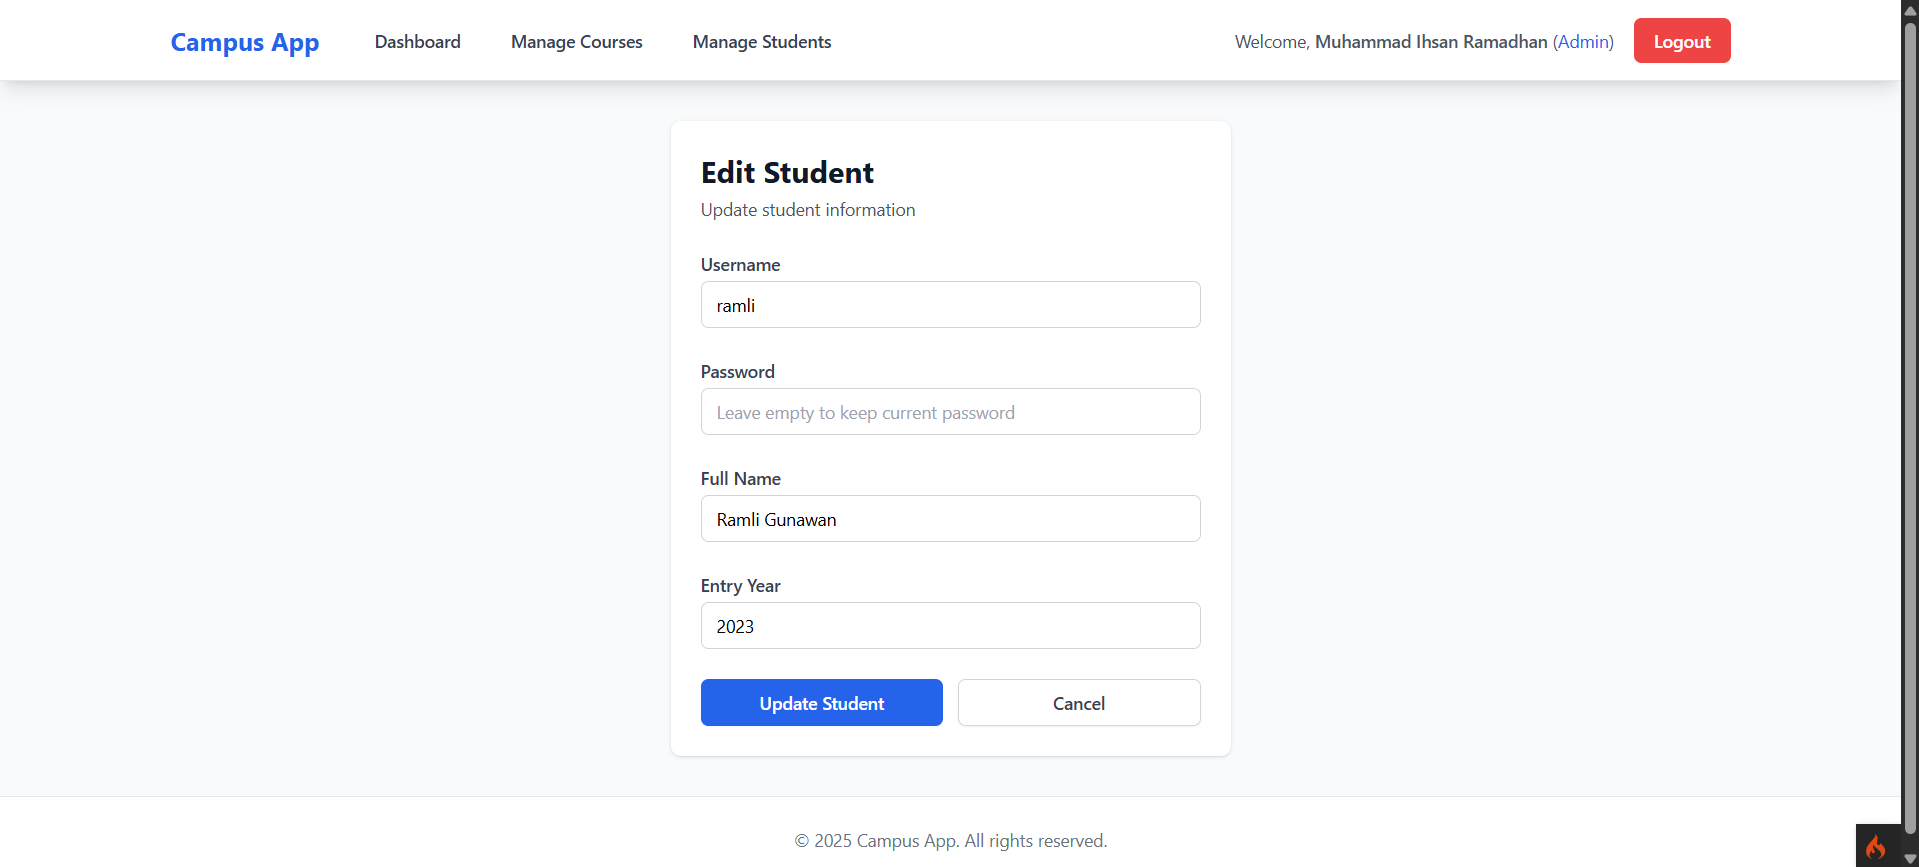 Campus App Dashboard Manage Courses Manage Students Welcome, Muhammad Ihsan Ramadhan (Admin) Logout
Edit Student
Update student information
Username
ramli
Password
Leave empty to keep current password
Full Name
Ramli Gunawan
Entry Year
2023
Update Student Cancel
© 2025 Campus App. All rights reserved.